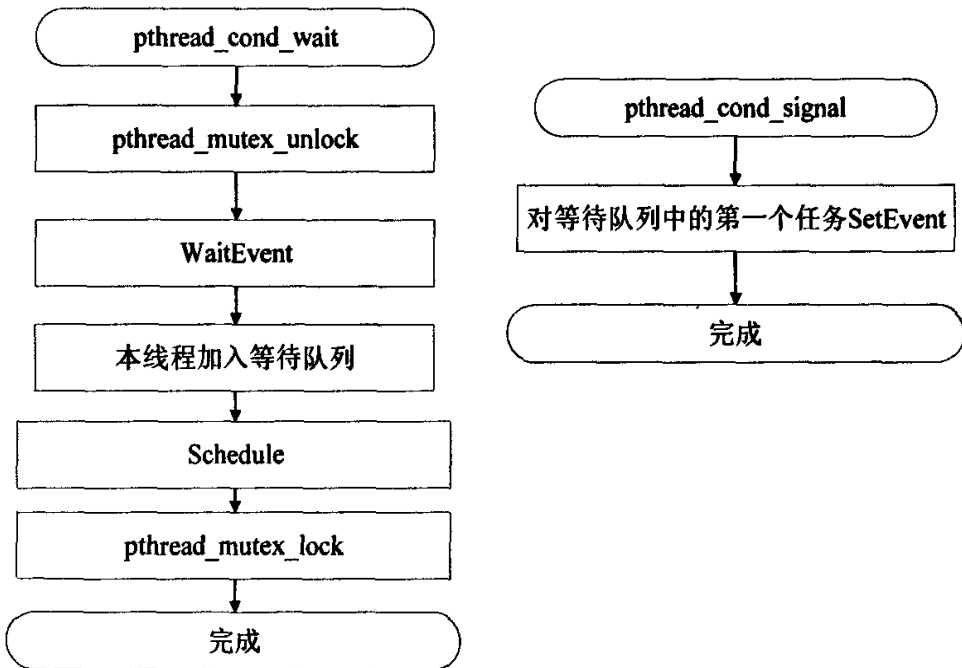 pthread_cond_wait
pthread_mutex_unlock
WaitEvent
本线程加入等待队列
Schedule
pthread_mutex_lock
完成
pthread_cond_signal
对等待队列中的第一个任务SetEvent
完成